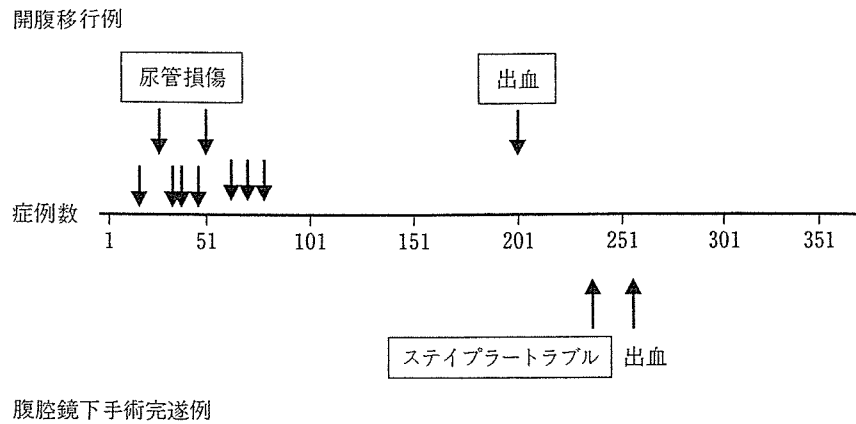 開腹移行例
尿管損傷
出血
症例数
1 51 101 151 201 251 301 351
ステイプラートラブル 出血
腹腔鏡下手術完遂例